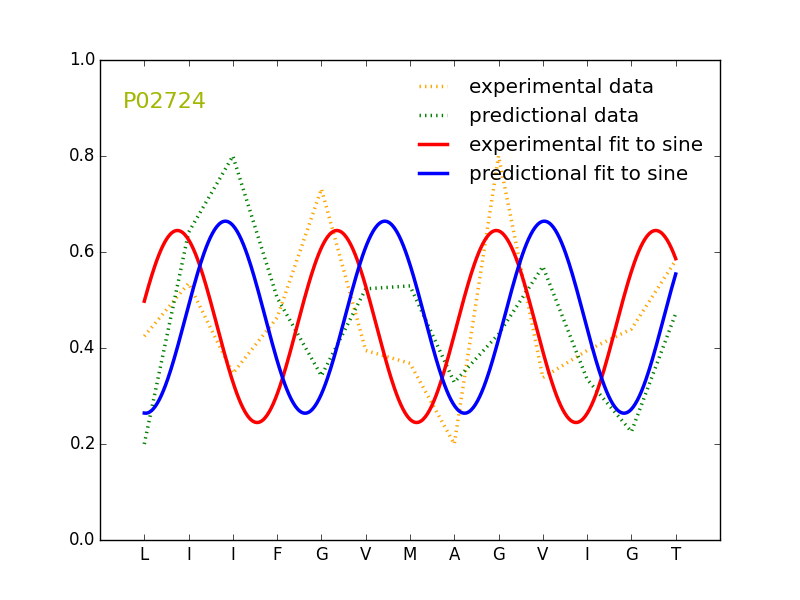 1.0
P02724
experimental data
predictional data
experimental fit to sine
predictional fit to sine
0.8
0.6
0.4
0.2
0.0
L I I F G V M A G V I G T